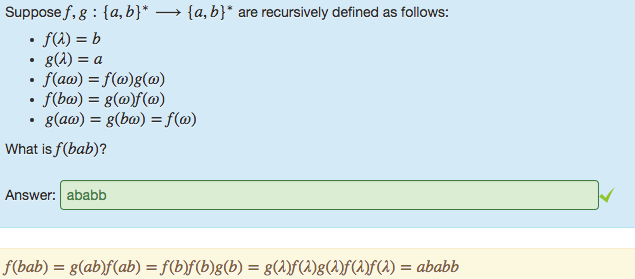 Suppose f, g : {a, b}* ⟶ {a, b}* are recursively defined as follows:
• f(λ) = b
• g(λ) = a
• f(aω) = f(ω)g(ω)
• f(bω) = g(ω)f(ω)
• g(aω) = g(bω) = f(ω)
What is f(bab)?
Answer: ababb
f(bab) = g(ab)f(ab) = f(b)f(b)g(b) = g(λ)f(λ)g(λ)f(λ)f(λ) = ababb